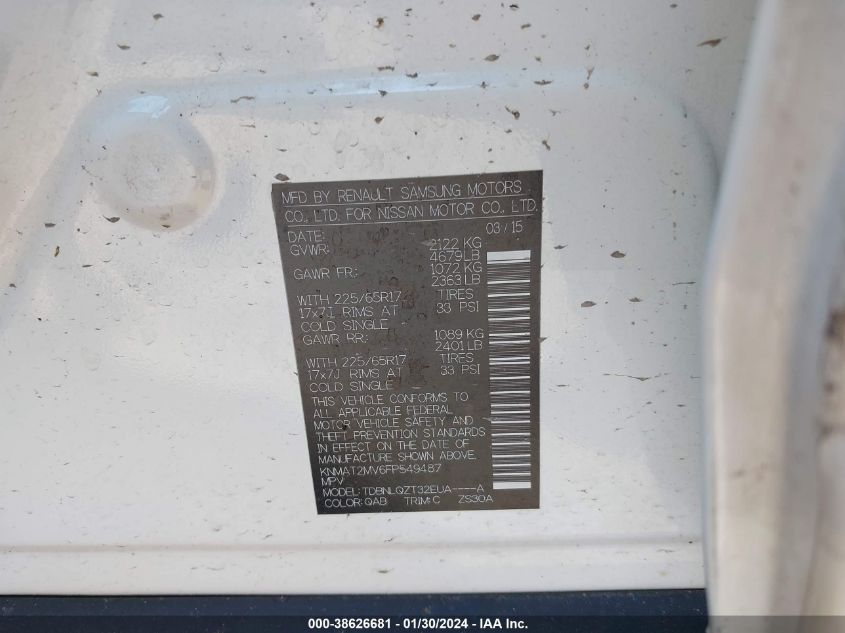 MFD BY RENAULT SAMSUNG MOTORS
CO., LTD. FOR NISSAN MOTOR CO., LTD.
DATE: 03/15
GVWR: 2122 KG
4679LB
GAWR FR: 1072 KG
2363LB
WITH 225/65R17 TIRES
17x7J RIMS AT 33 PSI
COLD SINGLE
GAWR RR: 1089 KG
2401LB
WITH 225/65R17 TIRES
17x7J RIMS AT 33 PSI
COLD SINGLE
THIS VEHICLE CONFORMS TO
ALL APPLICABLE FEDERAL
MOTOR VEHICLE SAFETY AND
THEFT PREVENTION STANDARDS
IN EFFECT ON THE DATE OF
MANUFACTURE SHOWN ABOVE.
KNMAT2MV6FP549487
MPV
MODEL: TDBNLQZT32EUA----A
COLOR: QAB TRIM: C ZS30A
000-38626681 - 01/30/2024 - IAA Inc.